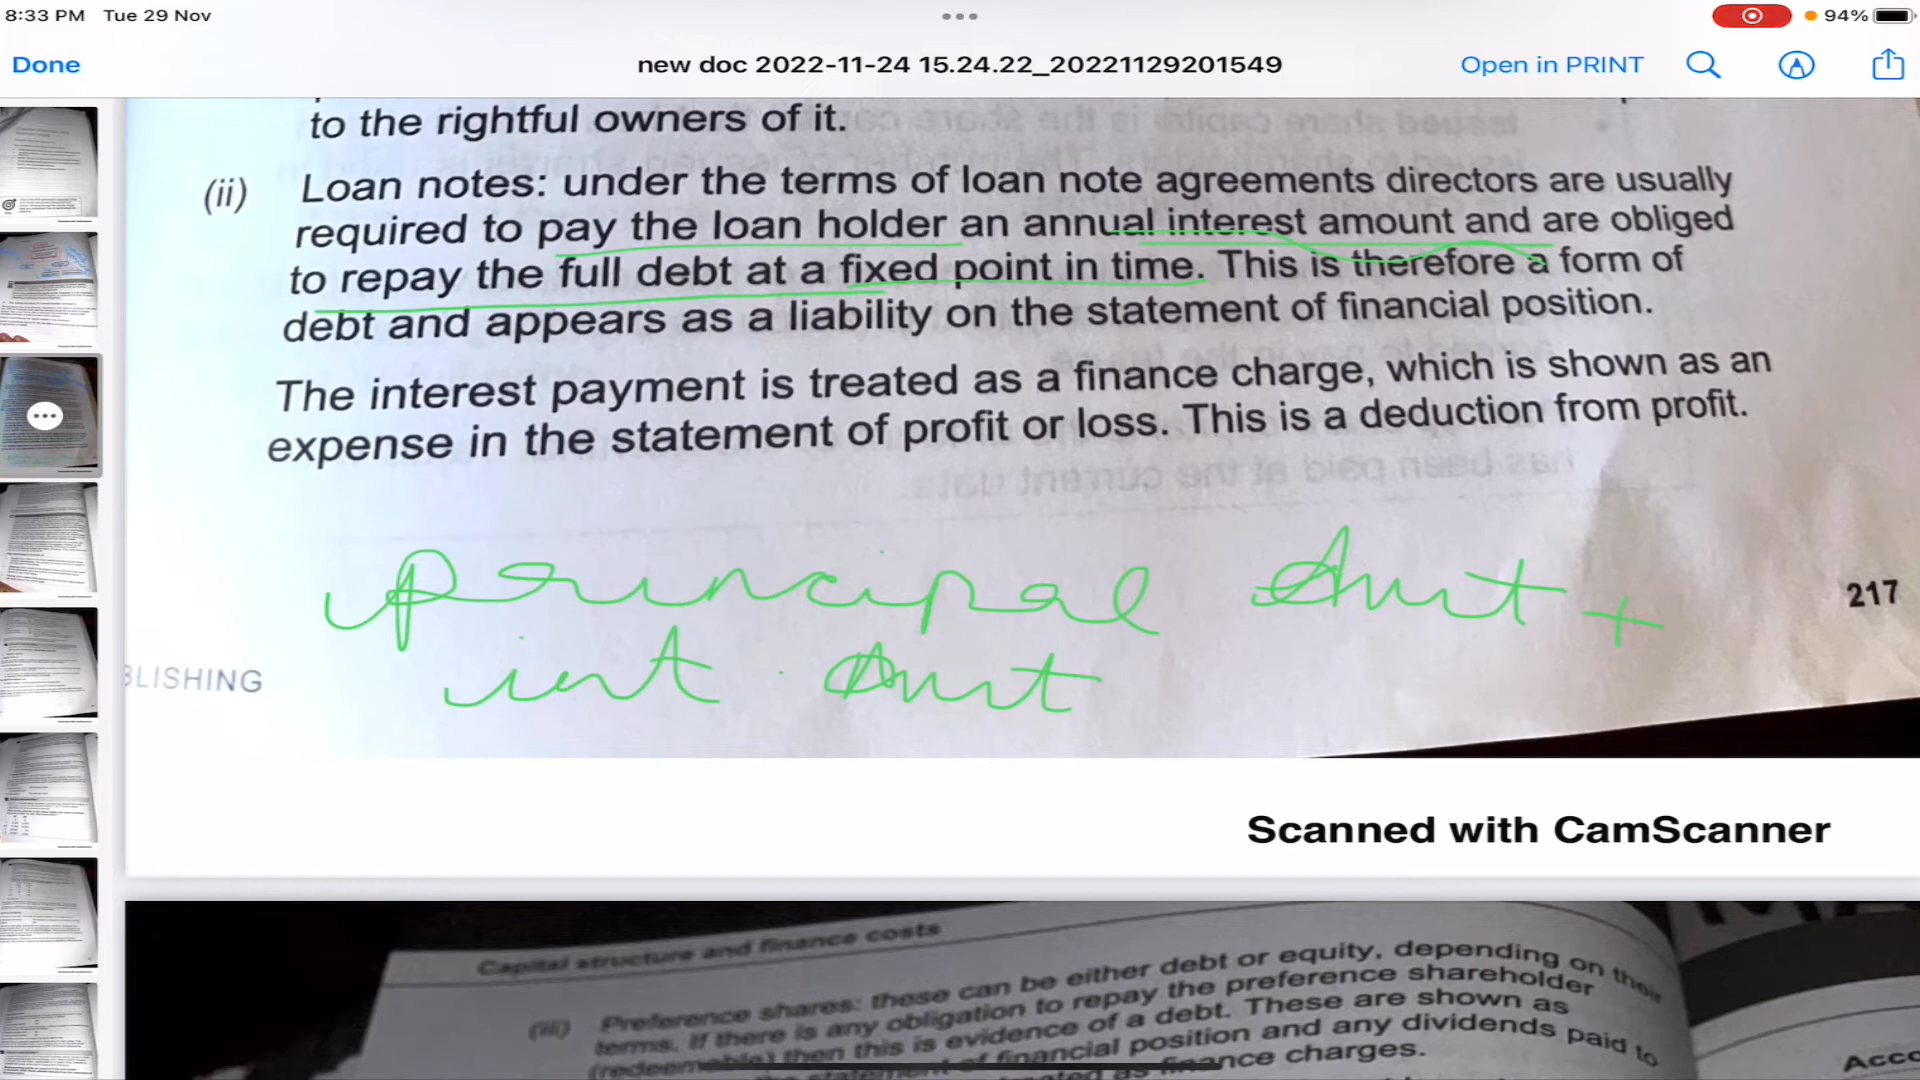 8:33 PM Tue 29 Nov
94%
Done
new doc 2022-11-24 15.24.22_20221129201549
Open in PRINT
to the rightful owners of it.
(ii) Loan notes: under the terms of loan note agreements directors are usually
required to pay the loan holder an annual interest amount and are obliged
to repay the full debt at a fixed point in time. This is therefore a form of
debt and appears as a liability on the statement of financial position.
The interest payment is treated as a finance charge, which is shown as an
expense in the statement of profit or loss. This is a deduction from profit.
principal Amt +
int. Amt
217
BLISHING
Scanned with CamScanner
Capital structure and finance costs
(iii) Preference shares: these can be either debt or equity, depending on their
terms. If there is any obligation to repay the preference shareholder
(redeemable) then this is evidence of a debt. These are shown as
of financial position and any dividends paid to
finance charges.